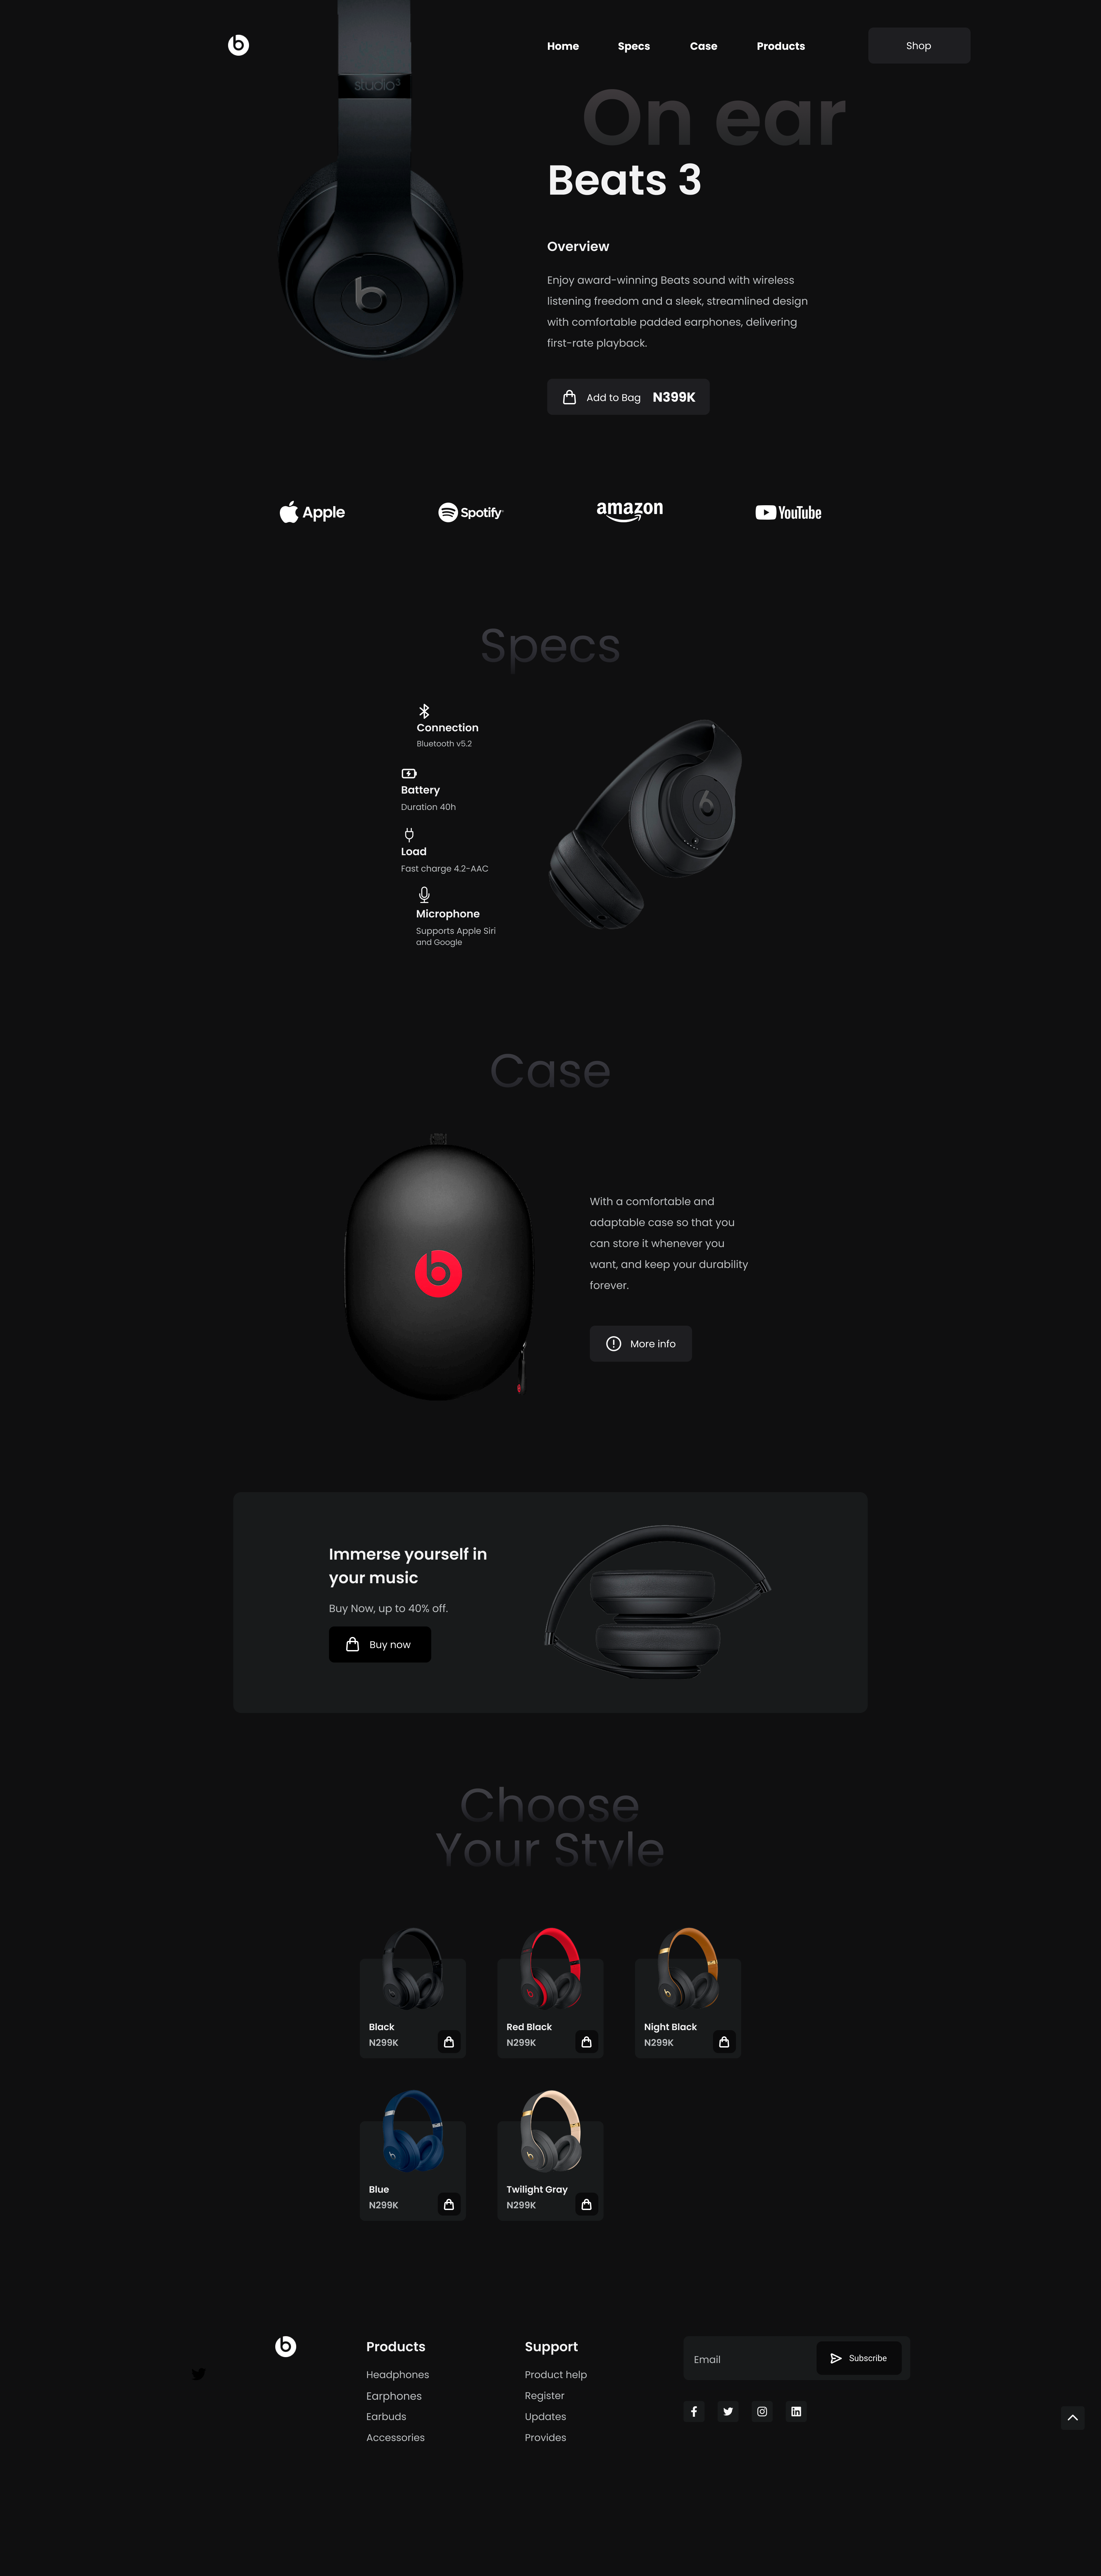 Home
Specs
Case
Products
Shop
studio3
On ear
Beats 3
Overview
Enjoy award-winning Beats sound with wireless
listening freedom and a sleek, streamlined design
with comfortable padded earphones, delivering
first-rate playback.
Add to Bag N399K
Apple
Spotify
amazon
YouTube
Specs
Connection
Bluetooth v5.2
Battery
Duration 40h
Load
Fast charge 4.2-AAC
Microphone
Supports Apple Siri
and Google
Case
With a comfortable and
adaptable case so that you
can store it whenever you
want, and keep your durability
forever.
More info
Immerse yourself in
your music
Buy Now, up to 40% off.
Buy now
Choose
Your Style
Black
N299K
Red Black
N299K
Night Black
N299K
Blue
N299K
Twilight Gray
N299K
Products
Headphones
Earphones
Earbuds
Accessories
Support
Product help
Register
Updates
Provides
Email
Subscribe